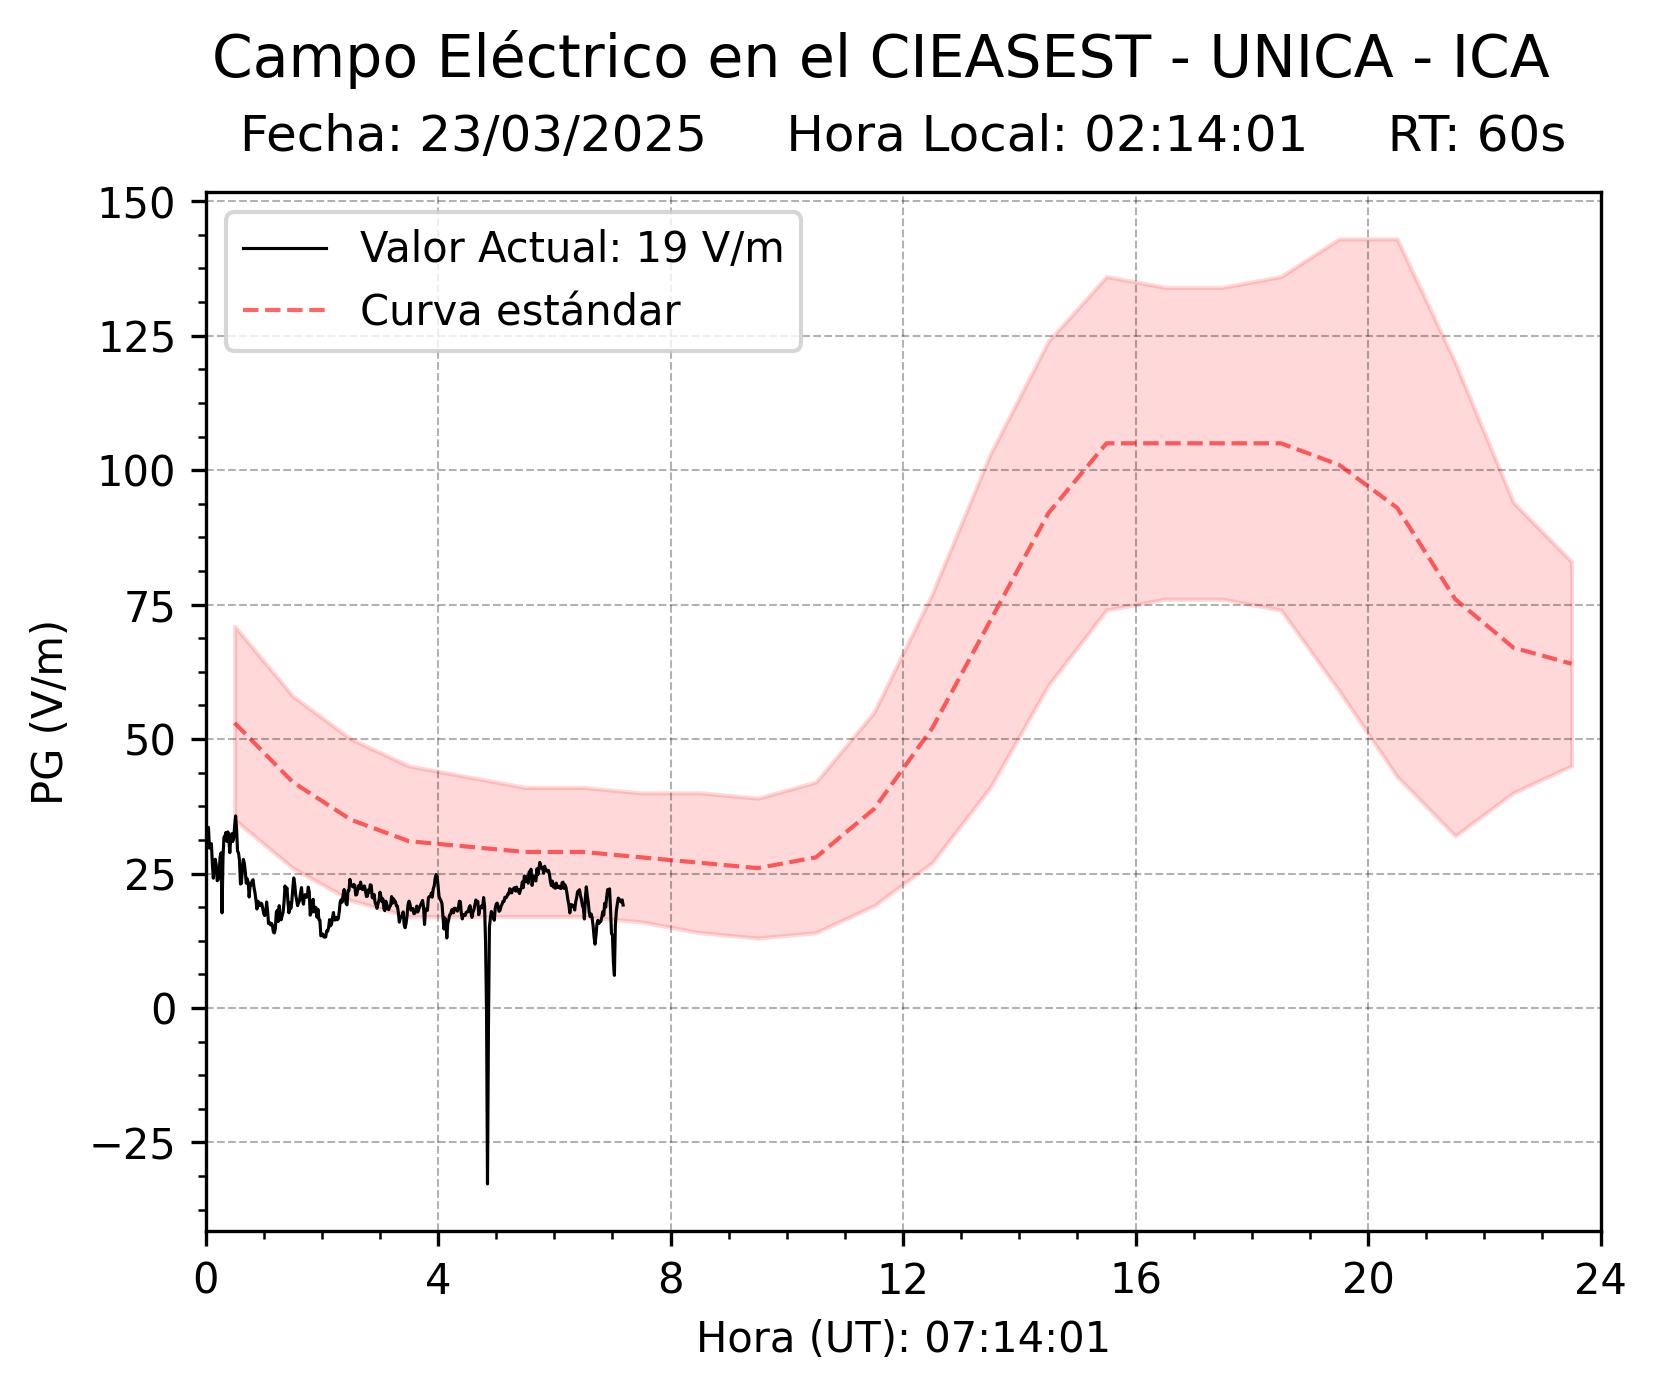 Campo Eléctrico en el CIEASEST - UNICA - ICA
Fecha: 23/03/2025 Hora Local: 02:14:01 RT: 60s
Valor Actual: 19 V/m
Curva estándar
PG (V/m)
150
125
100
75
50
25
0
−25
0 4 8 12 16 20 24
Hora (UT): 07:14:01